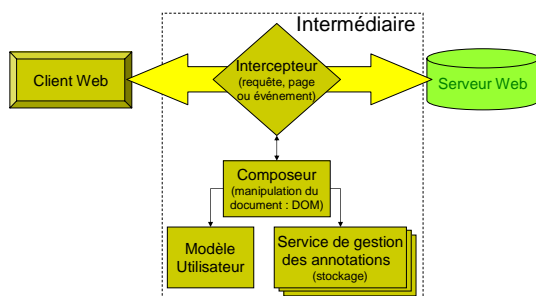 Intermédiaire
Client Web
Intercepteur
(requête, page
ou événement)
Serveur Web
Composeur
(manipulation du
document : DOM)
Modèle
Utilisateur
Service de gestion
des annotations
(stockage)